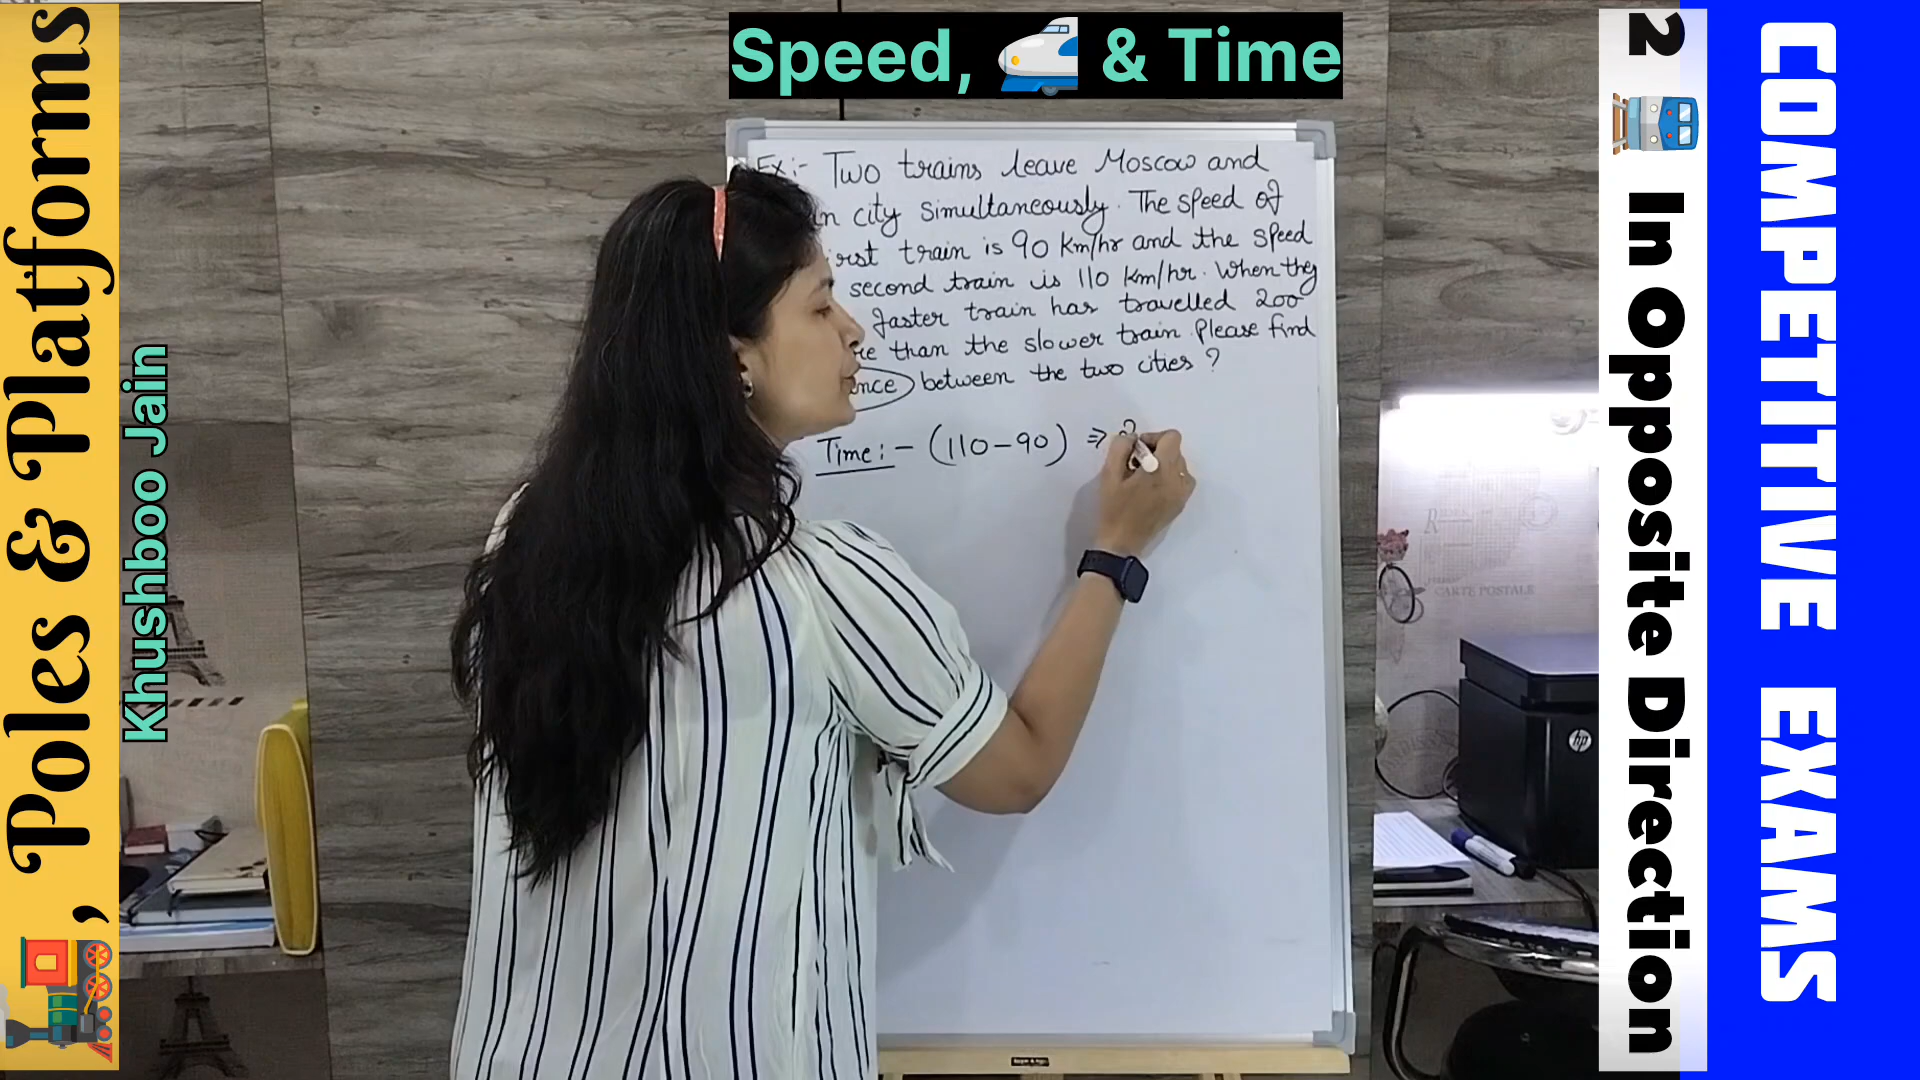 Speed, & Time
, Poles & Platforms
Khushboo Jain
Ex:- Two trains leave Moscow and
city Simultaneously. The speed of
train is 90 km/hr and the speed
second train is 110 km/hr. When they
faster train has travelled 200
than the slower train. Please find
between the two cities ?
Time:- (110-90) ⇒
2 In Opposite Direction
COMPETITIVE EXAMS
CARTE POSTALE
hp